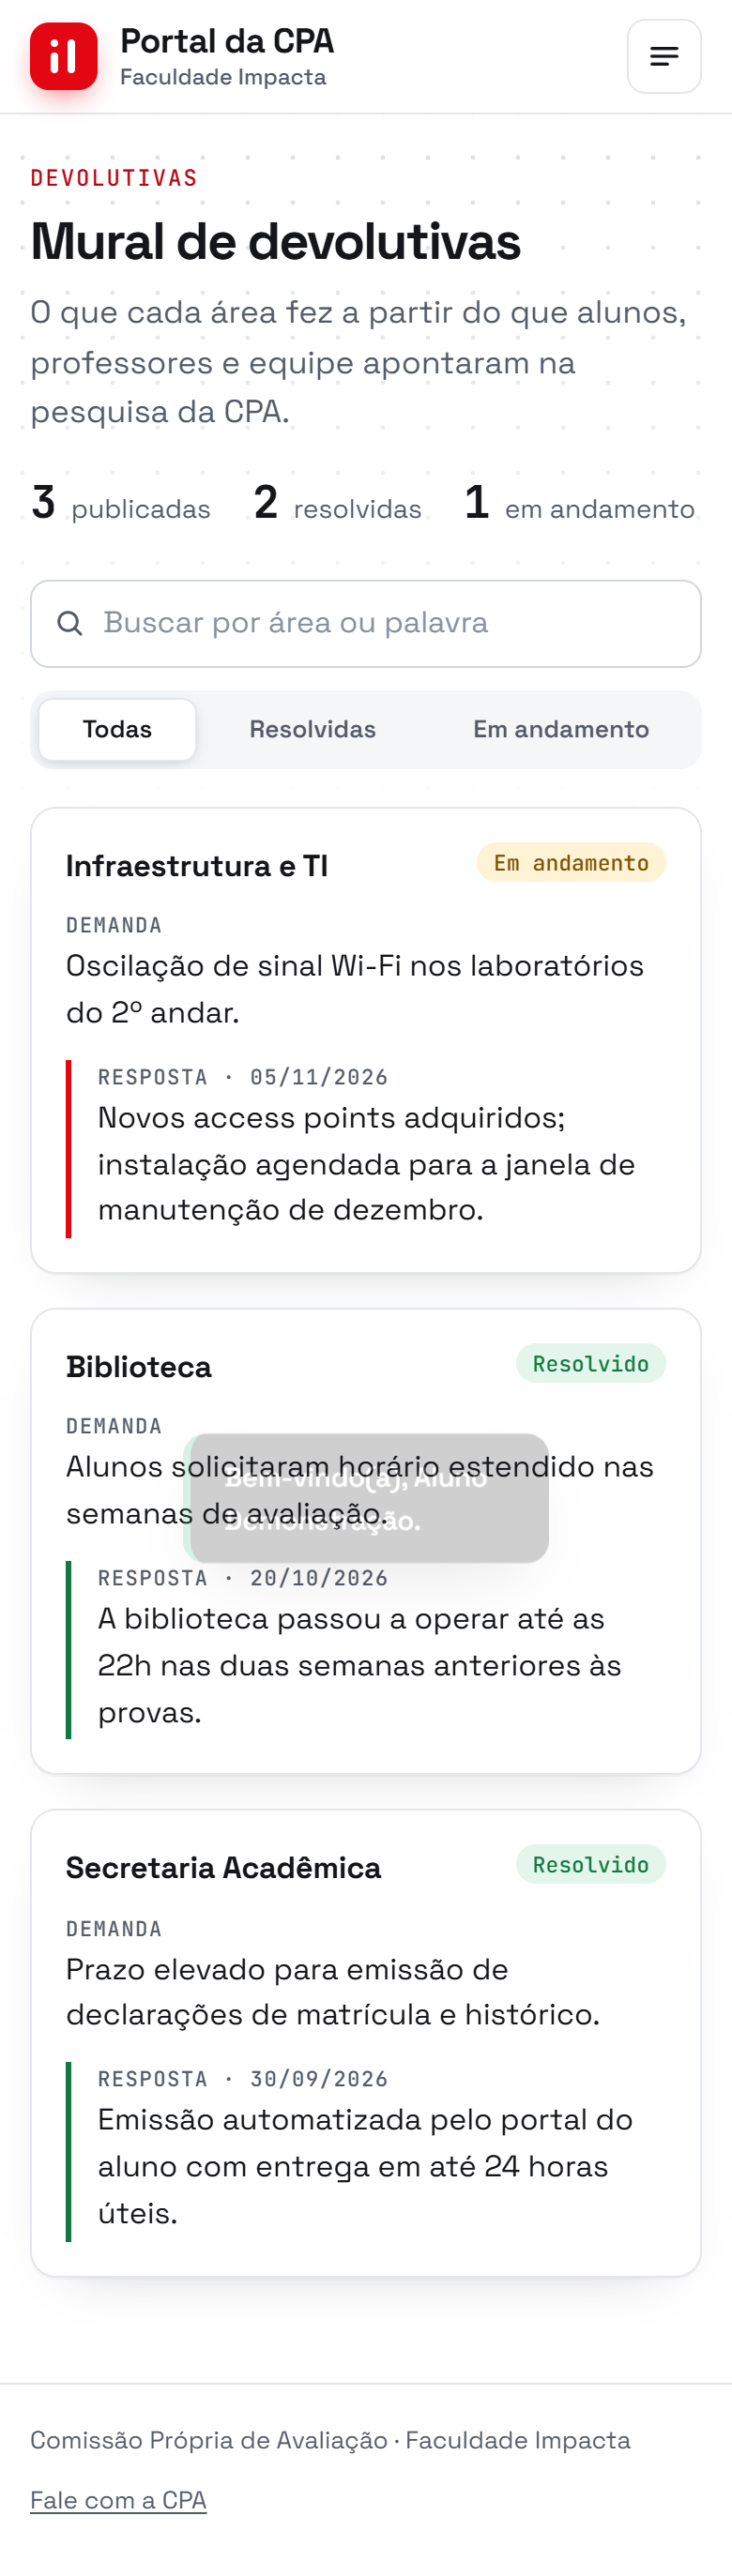 Portal da CPA
Faculdade Impacta
DEVOLUTIVAS
Mural de devolutivas
O que cada área fez a partir do que alunos,
professores e equipe apontaram na
pesquisa da CPA.
3 publicadas 2 resolvidas 1 em andamento
Buscar por área ou palavra
Todas Resolvidas Em andamento
Infraestrutura e TI Em andamento
DEMANDA
Oscilação de sinal Wi-Fi nos laboratórios
do 2º andar.
RESPOSTA · 05/11/2026
Novos access points adquiridos;
instalação agendada para a janela de
manutenção de dezembro.
Biblioteca Resolvido
DEMANDA
Alunos solicitaram horário estendido nas
Bem-vindo(a), Aluno
semanas de avaliação.
Demonstração.
RESPOSTA · 20/10/2026
A biblioteca passou a operar até as
22h nas duas semanas anteriores às
provas.
Secretaria Acadêmica Resolvido
DEMANDA
Prazo elevado para emissão de
declarações de matrícula e histórico.
RESPOSTA · 30/09/2026
Emissão automatizada pelo portal do
aluno com entrega em até 24 horas
úteis.
Comissão Própria de Avaliação · Faculdade Impacta
Fale com a CPA